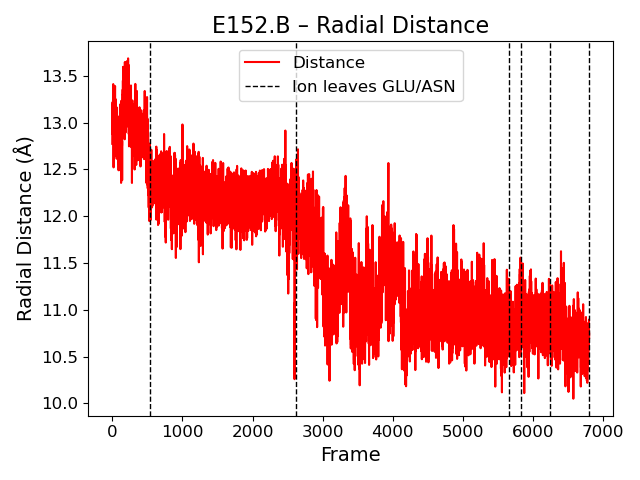 E152.B – Radial Distance
Distance
Ion leaves GLU/ASN
Radial Distance (Å)
13.5
13.0
12.5
12.0
11.5
11.0
10.5
10.0
0 1000 2000 3000 4000 5000 6000 7000
Frame